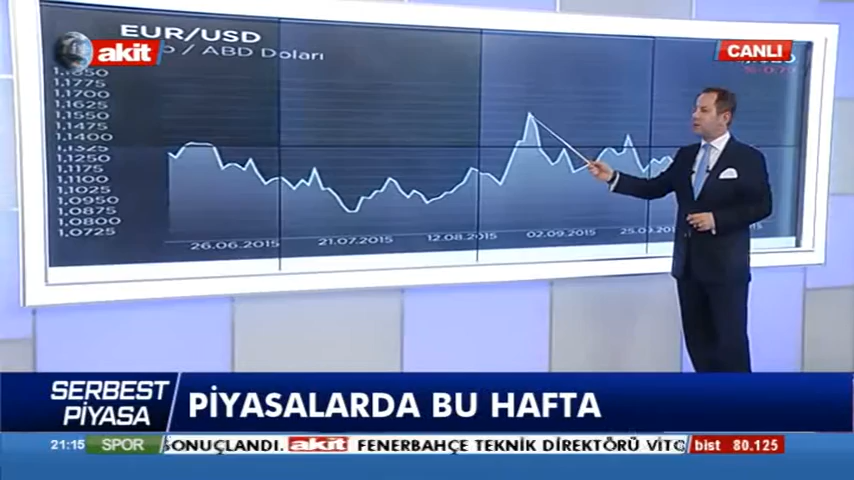 EUR/USD
/ ABD Doları
akit
CANLI
1,1850
1,1775
1,1700
1,1625
1,1550
1,1475
1,1400
1,1325
1,1250
1,1175
1,1100
1,1025
1,0950
1,0875
1,0800
1,0725
26.06.2015
21.07.2015
12.08.2015
02.09.2015
SERBEST
PİYASA
PİYASALARDA BU HAFTA
21:15 SPOR SONUÇLANDI. akit FENERBAHÇE TEKNİK DİREKTÖRÜ bist 80.125